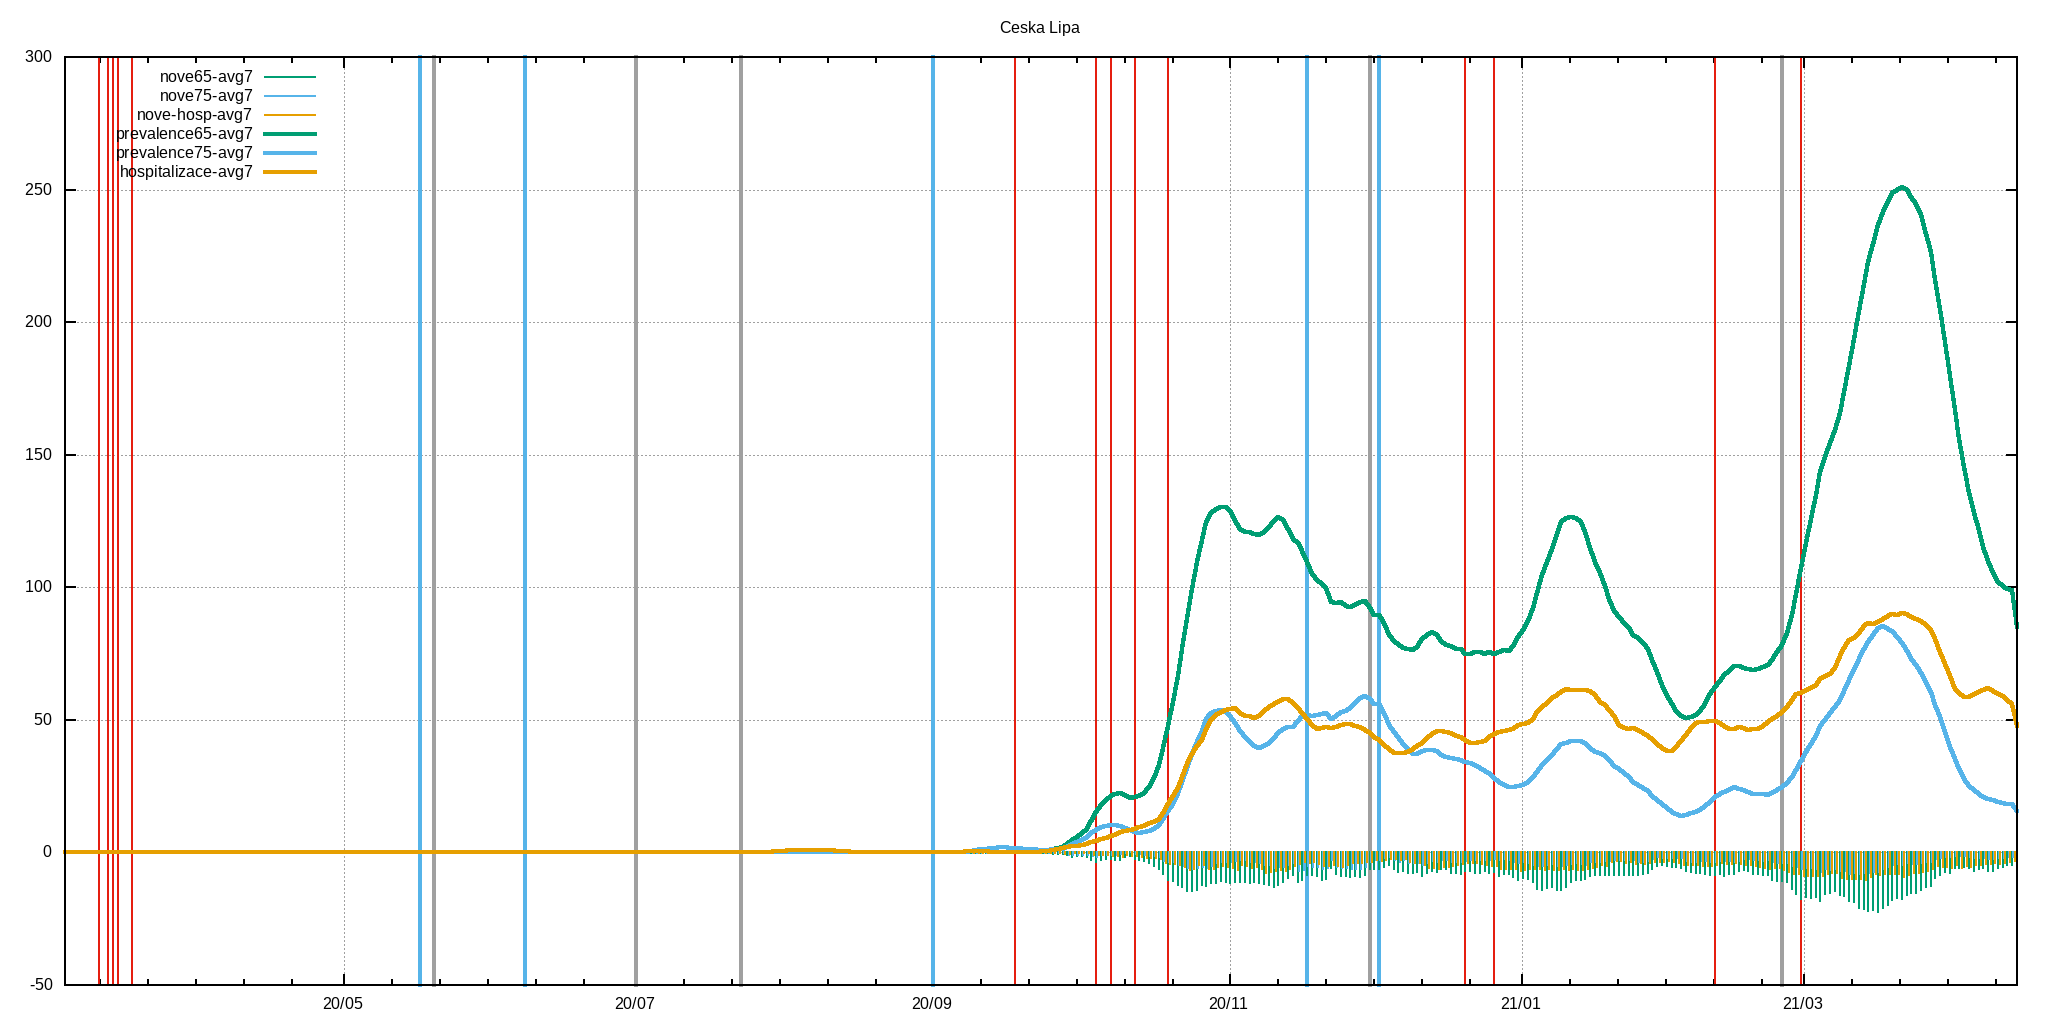 Ceska Lipa
300
nove65-avg7
nove75-avg7
nove-hosp-avg7
prevalence65-avg7
prevalence75-avg7
hospitalizace-avg7
250
200
150
100
50
0
-50
20/05 20/07 20/09 20/11 21/01 21/03